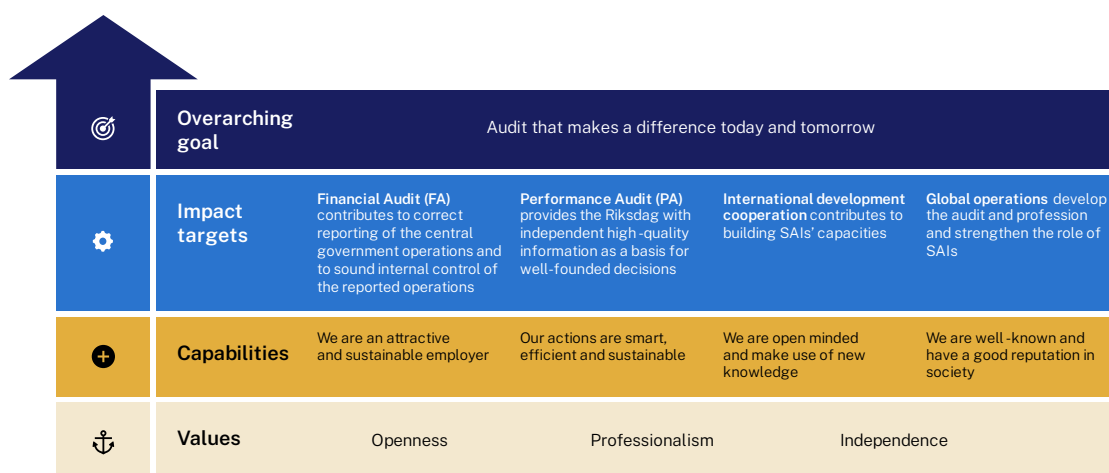 Overarching
goal
Audit that makes a difference today and tomorrow
Impact
targets
Financial Audit (FA)
contributes to correct
reporting of the central
government operations and
to sound internal control of
the reported operations
Performance Audit (PA)
provides the Riksdag with
independent high -quality
information as a basis for
well-founded decisions
International development
cooperation contributes to
building SAIs’ capacities
Global operations develop
the audit and profession
and strengthen the role of
SAIs
Capabilities
We are an attractive
and sustainable employer
Our actions are smart,
efficient and sustainable
We are open minded
and make use of new
knowledge
We are well -known and
have a good reputation in
society
Values
Openness
Professionalism
Independence